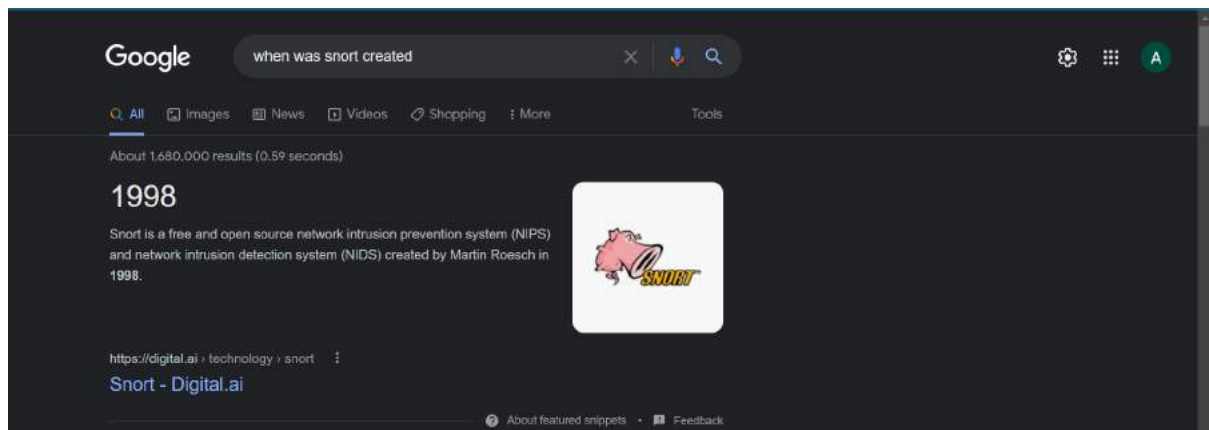 Google
when was snort created
A
All Images News Videos Shopping More Tools
About 1,680,000 results (0.59 seconds)
1998
Snort is a free and open source network intrusion prevention system (NIPS)
and network intrusion detection system (NIDS) created by Martin Roesch in
1998.
SNORT
https://digital.ai › technology › snort
Snort - Digital.ai
About featured snippets • Feedback